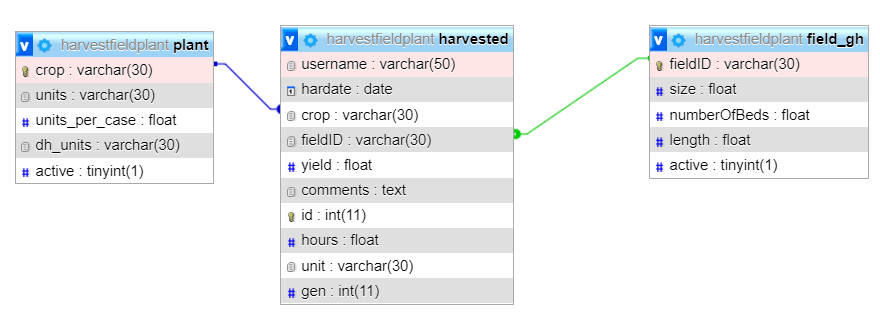 v harvestfieldplant plant
crop : varchar(30)
units : varchar(30)
# units_per_case : float
dh_units : varchar(30)
# active : tinyint(1)
v harvestfieldplant harvested
username : varchar(50)
hardate : date
crop : varchar(30)
fieldID : varchar(30)
# yield : float
comments : text
id : int(11)
# hours : float
unit : varchar(30)
# gen : int(11)
v harvestfieldplant field_gh
fieldID : varchar(30)
# size : float
# numberOfBeds : float
# length : float
# active : tinyint(1)